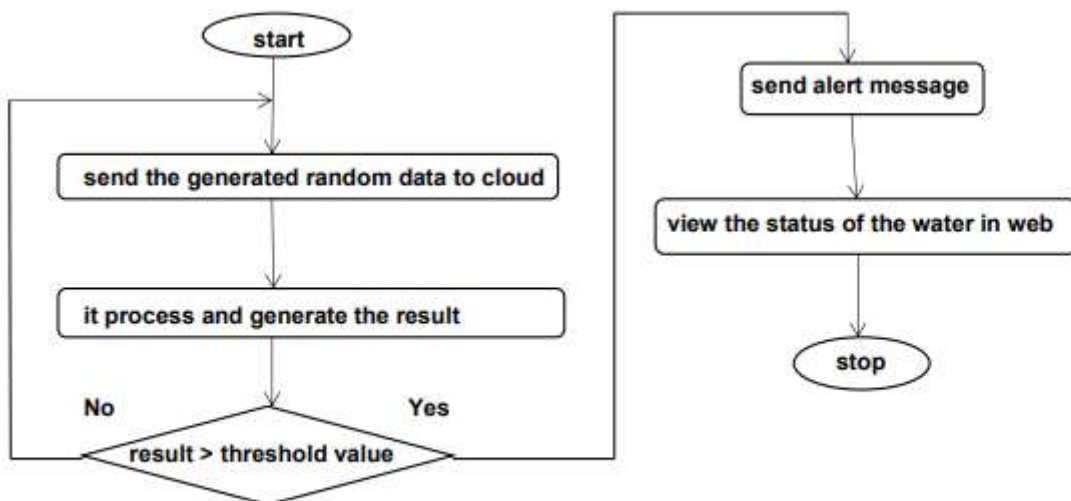 start
send the generated random data to cloud
it process and generate the result
No
Yes
result > threshold value
send alert message
view the status of the water in web
stop